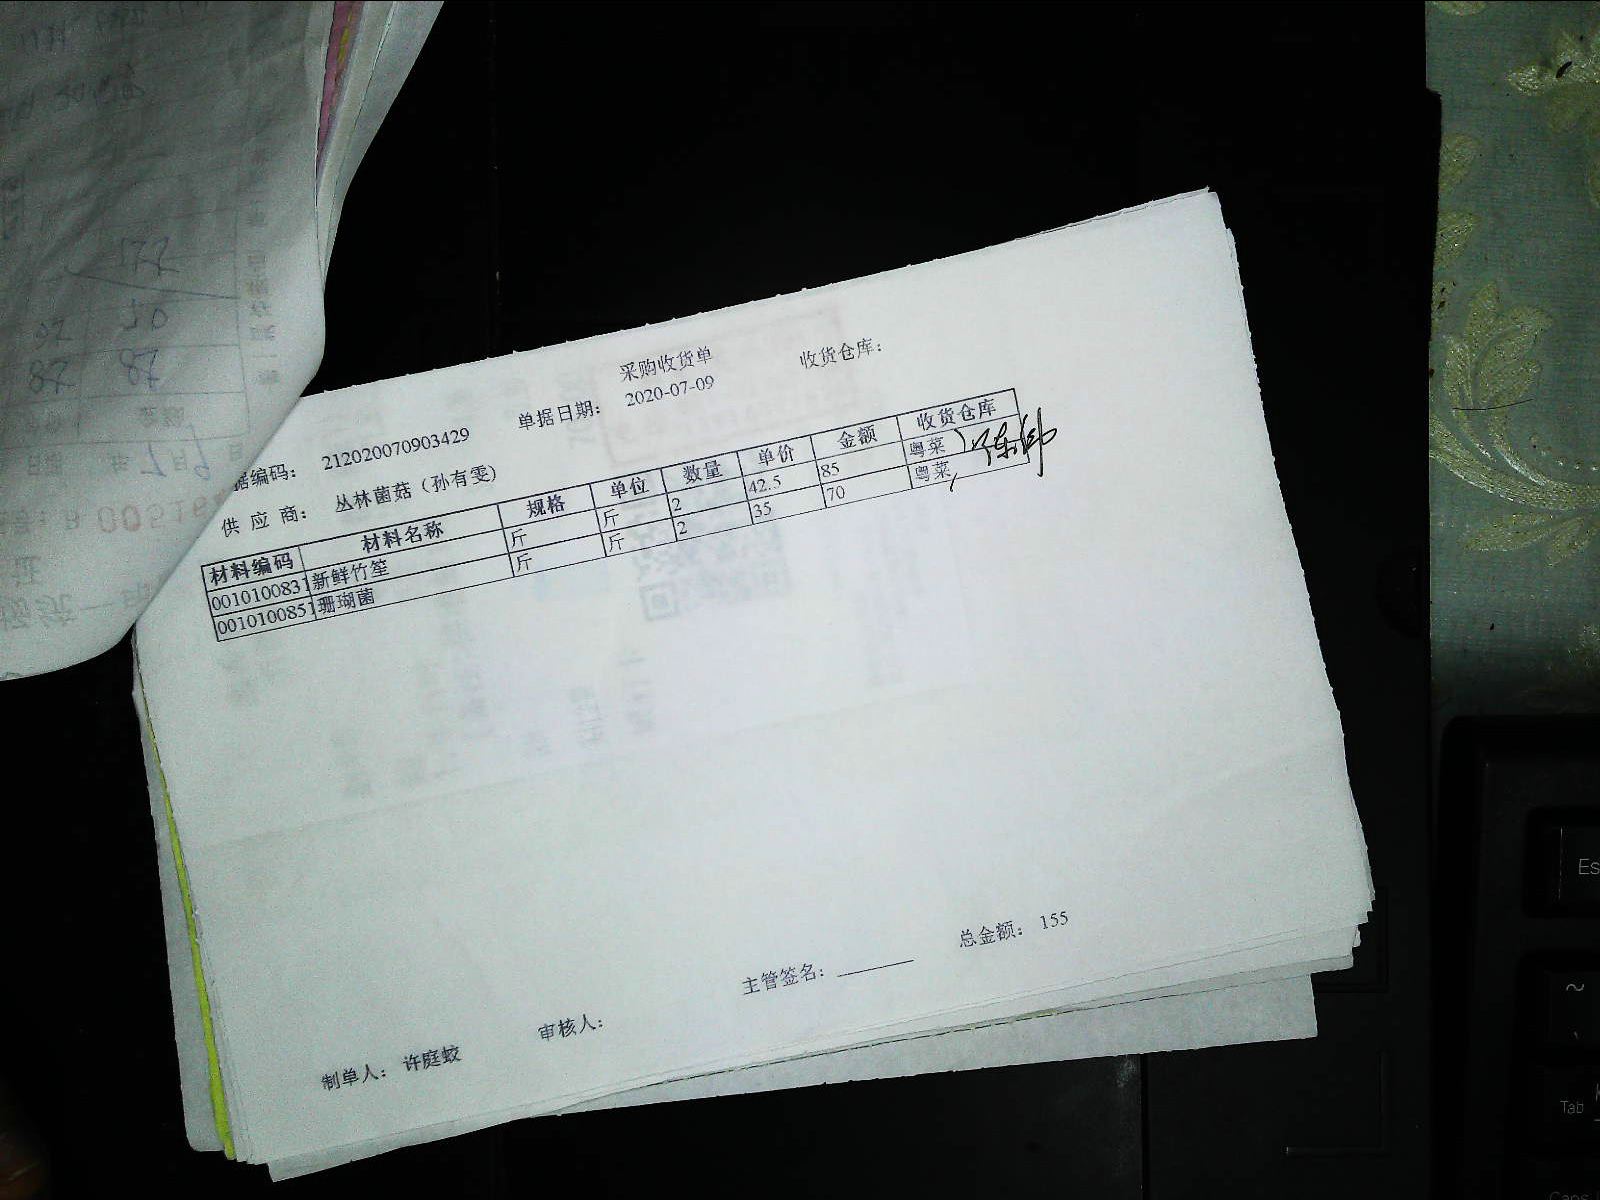 采购收货单
据编码： 212020070903429 单据日期： 2020-07-09 收货仓库：
供 应 商： 丛林菌菇（孙有雯）
材料编码 材料名称 规格 单位 数量 单价 金额 收货仓库
0010100831 新鲜竹笙 斤 斤 2 42.5 85 粤菜
0010100851 珊瑚菌 斤 斤 2 35 70 粤菜
总金额： 155
主管签名：
制单人： 许庭蛟 审核人：
Es
~
Tab
Caps